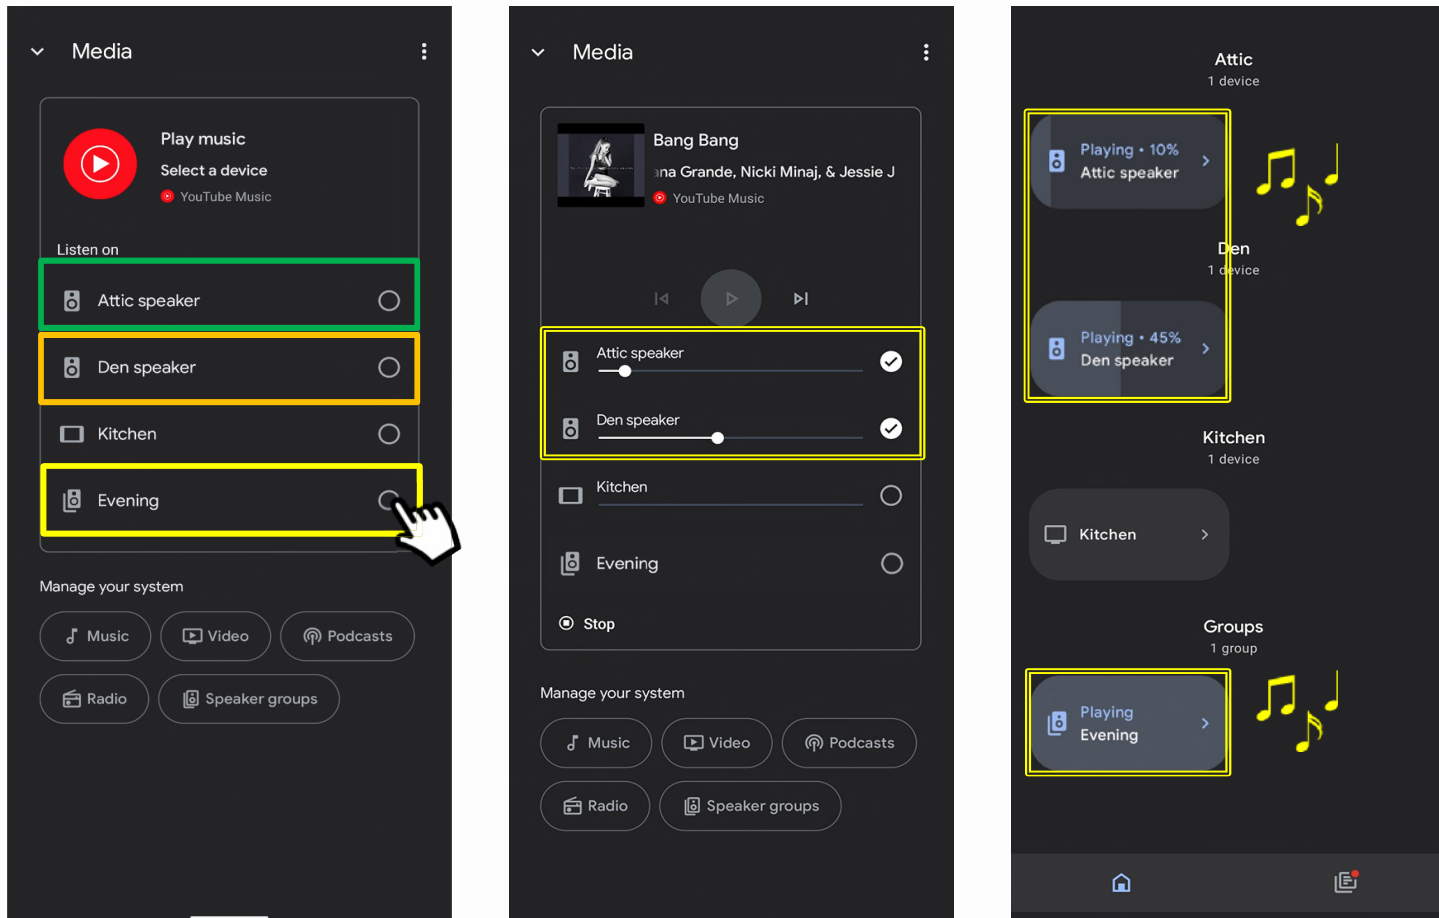 Media
Play music
Select a device
YouTube Music
Listen on
Attic speaker
Den speaker
Kitchen
Evening
Manage your system
Music
Video
Podcasts
Radio
Speaker groups
Media
Bang Bang
na Grande, Nicki Minaj, & Jessie J
YouTube Music
Attic speaker
Den speaker
Kitchen
Evening
Stop
Manage your system
Music
Video
Podcasts
Radio
Speaker groups
Attic
1 device
Playing • 10%
Attic speaker
Den
1 device
Playing • 45%
Den speaker
Kitchen
1 device
Kitchen
Groups
1 group
Playing
Evening